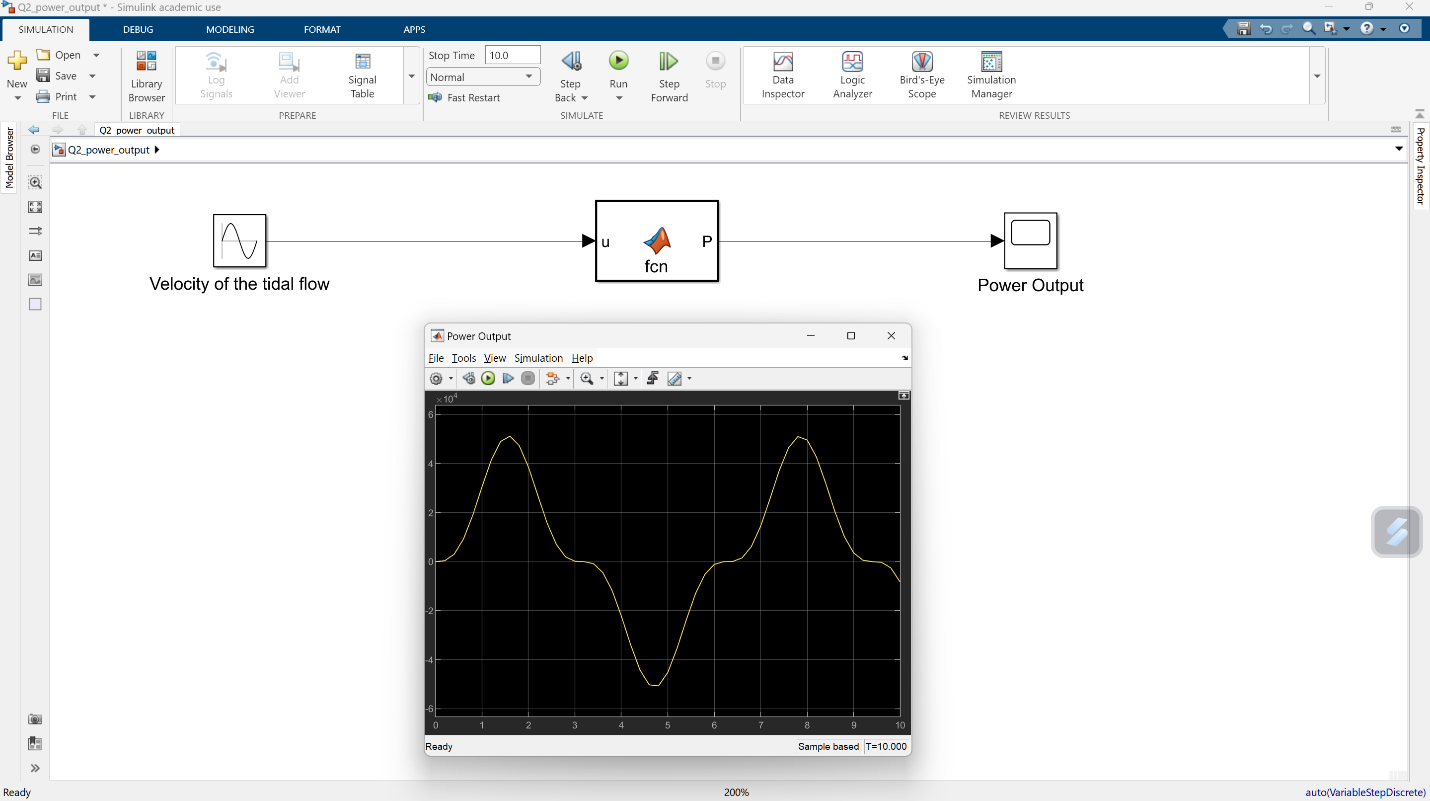 Q2_power_output * - Simulink academic use
SIMULATION DEBUG MODELING FORMAT APPS
New
Open
Save
Print
FILE
Library
Browser
LIBRARY
Log
Signals
Add
Viewer
Signal
Table
PREPARE
Stop Time 10.0
Normal
Fast Restart
Step
Back
Run
Step
Forward
Stop
SIMULATE
Data
Inspector
Logic
Analyzer
Bird's-Eye
Scope
Simulation
Manager
REVIEW RESULTS
Model Browser
Q2_power_output
Q2_power_output
Property Inspector
Velocity of the tidal flow
u
fcn
P
Power Output
Power Output
File Tools View Simulation Help
×10⁴
6
4
2
0
-2
-4
-6
0 1 2 3 4 5 6 7 8 9 10
Ready Sample based T=10.000
Ready 200% auto(VariableStepDiscrete)